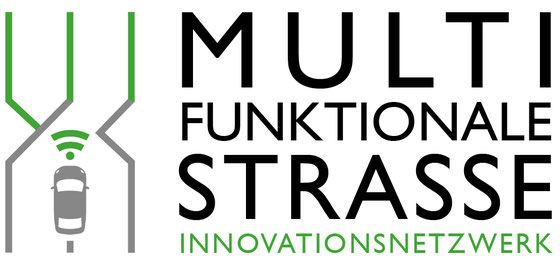 MULTI
FUNKTIONALE
STRASSE
INNOVATIONSNETZWERK